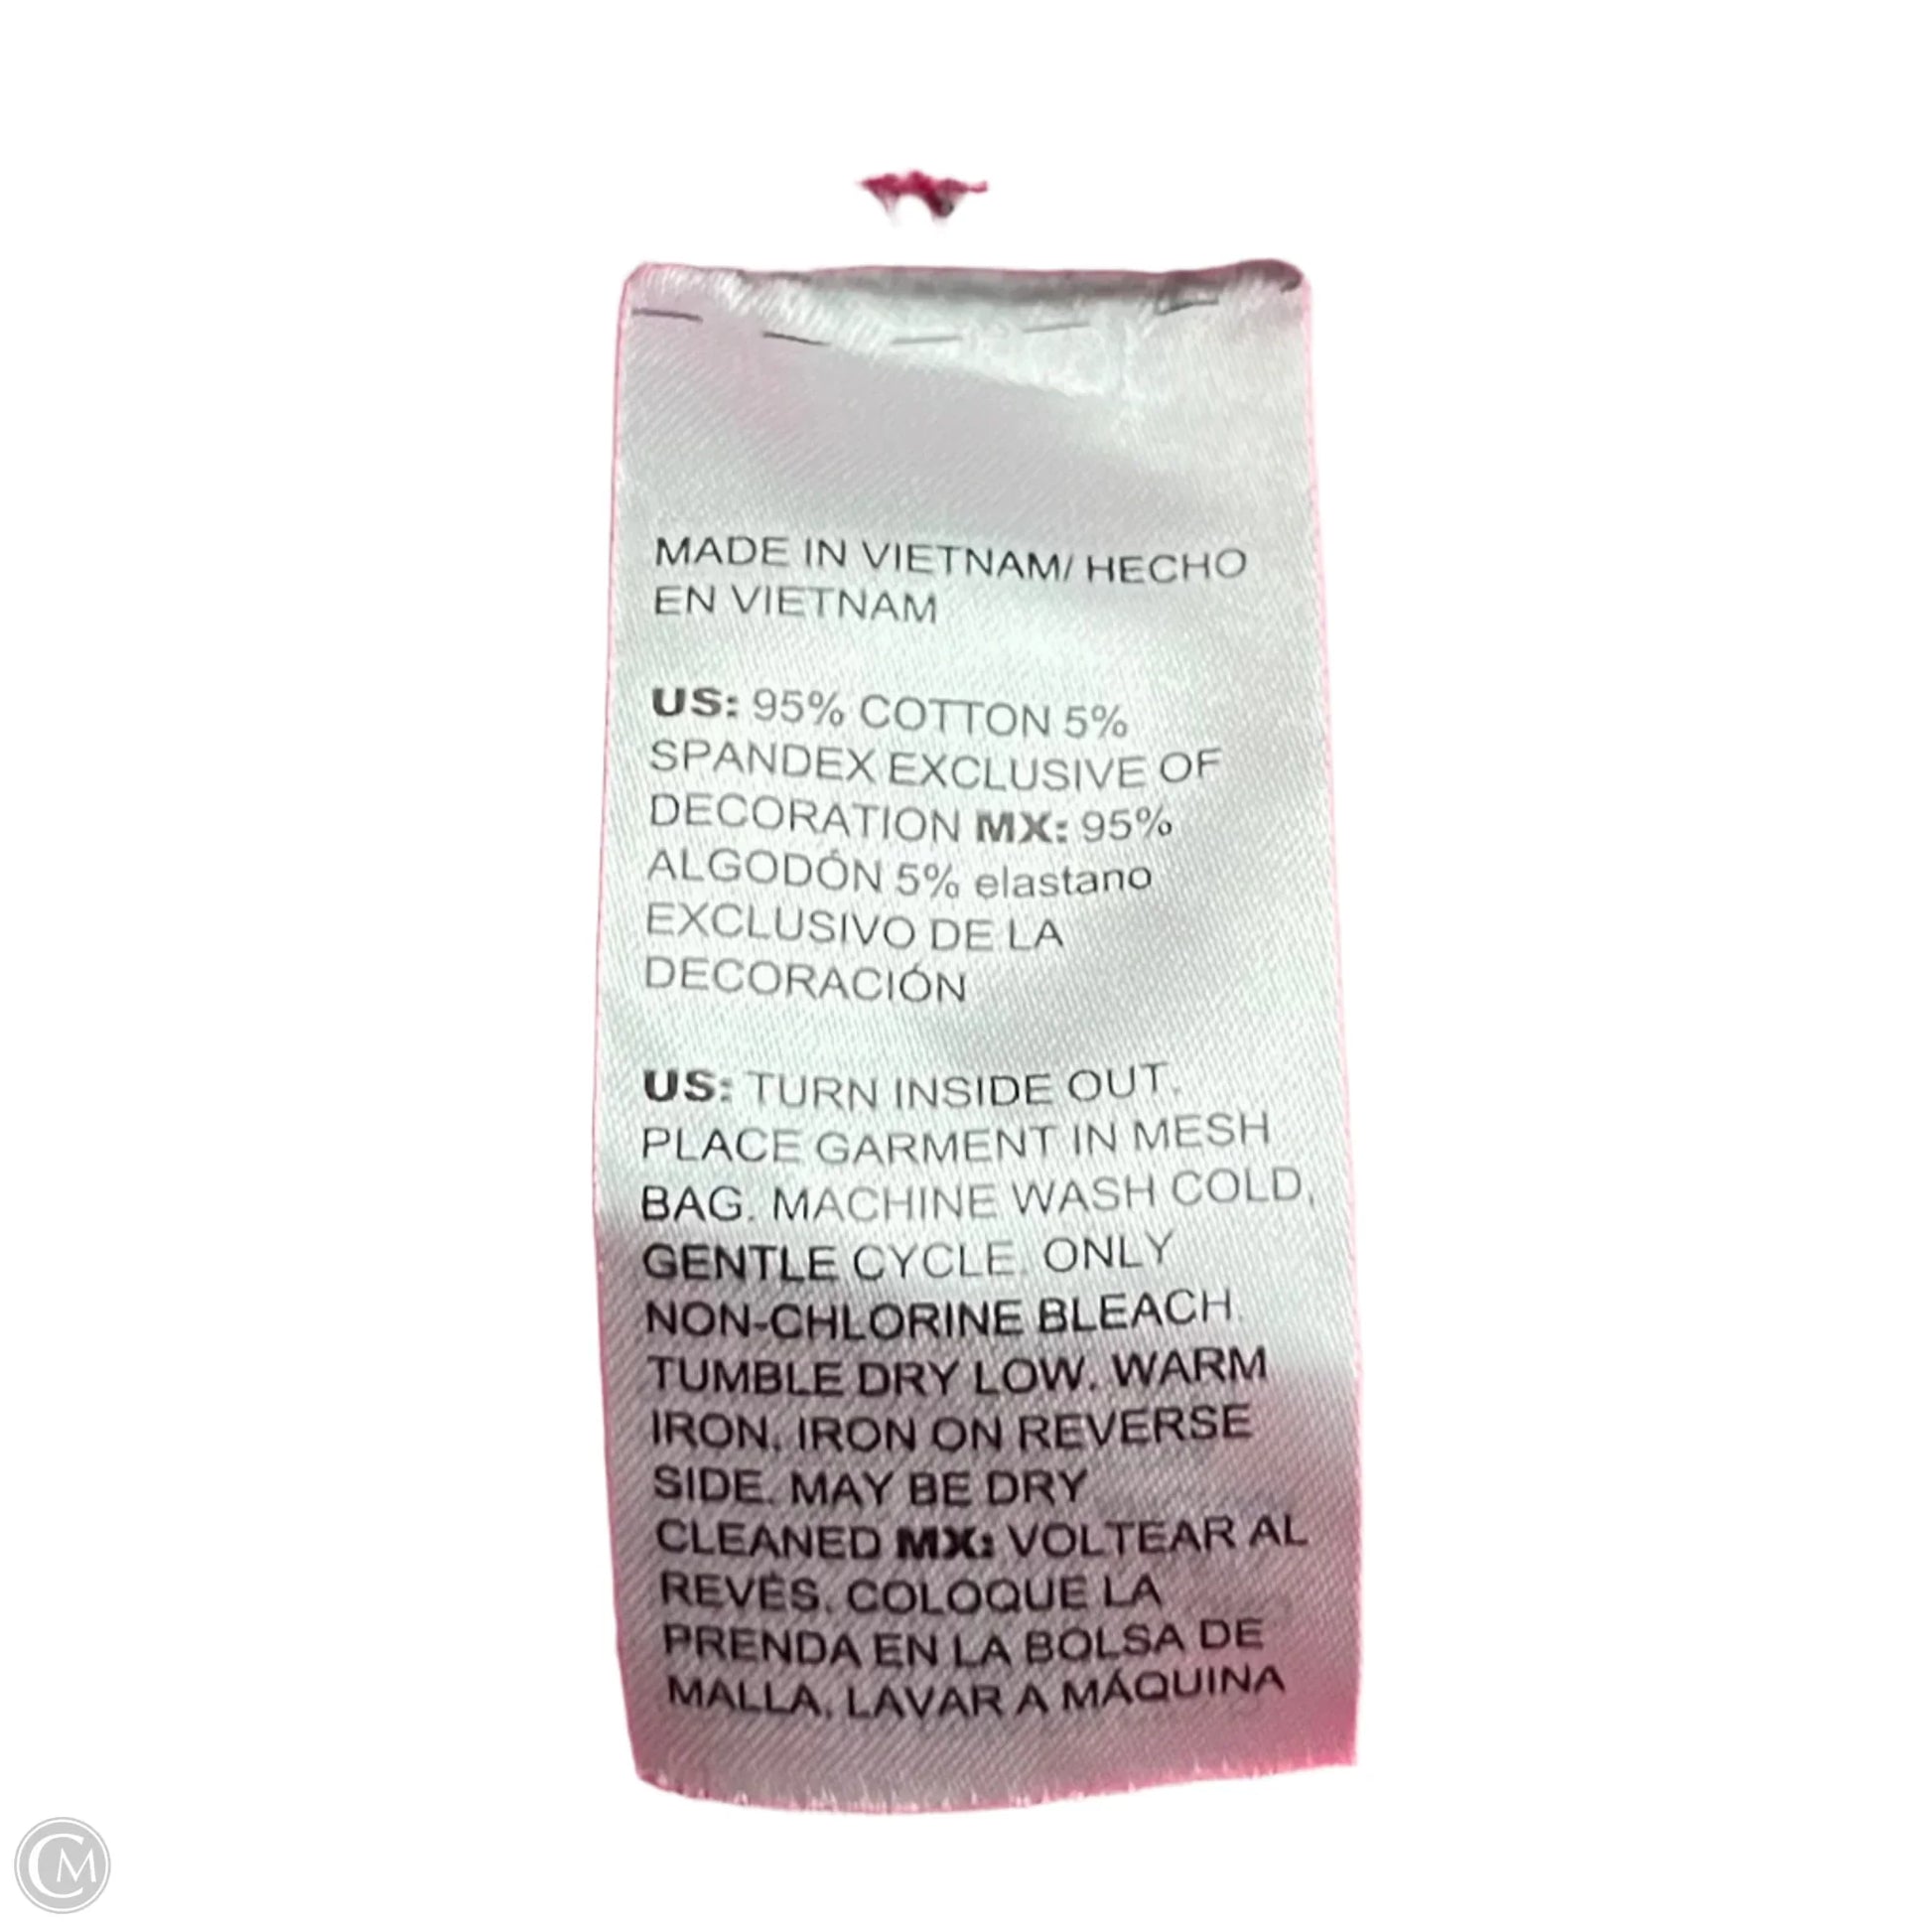 MADE IN VIETNAM/ HECHO
EN VIETNAM
US: 95% COTTON 5%
SPANDEX EXCLUSIVE OF
DECORATION MX: 95%
ALGODÓN 5% elastano
EXCLUSIVO DE LA
DECORACIÓN
US: TURN INSIDE OUT.
PLACE GARMENT IN MESH
BAG. MACHINE WASH COLD,
GENTLE CYCLE. ONLY
NON-CHLORINE BLEACH.
TUMBLE DRY LOW. WARM
IRON. IRON ON REVERSE
SIDE. MAY BE DRY
CLEANED MX: VOLTEAR AL
REVÉS. COLOQUE LA
PRENDA EN LA BOLSA DE
MALLA. LAVAR A MÁQUINA
CM